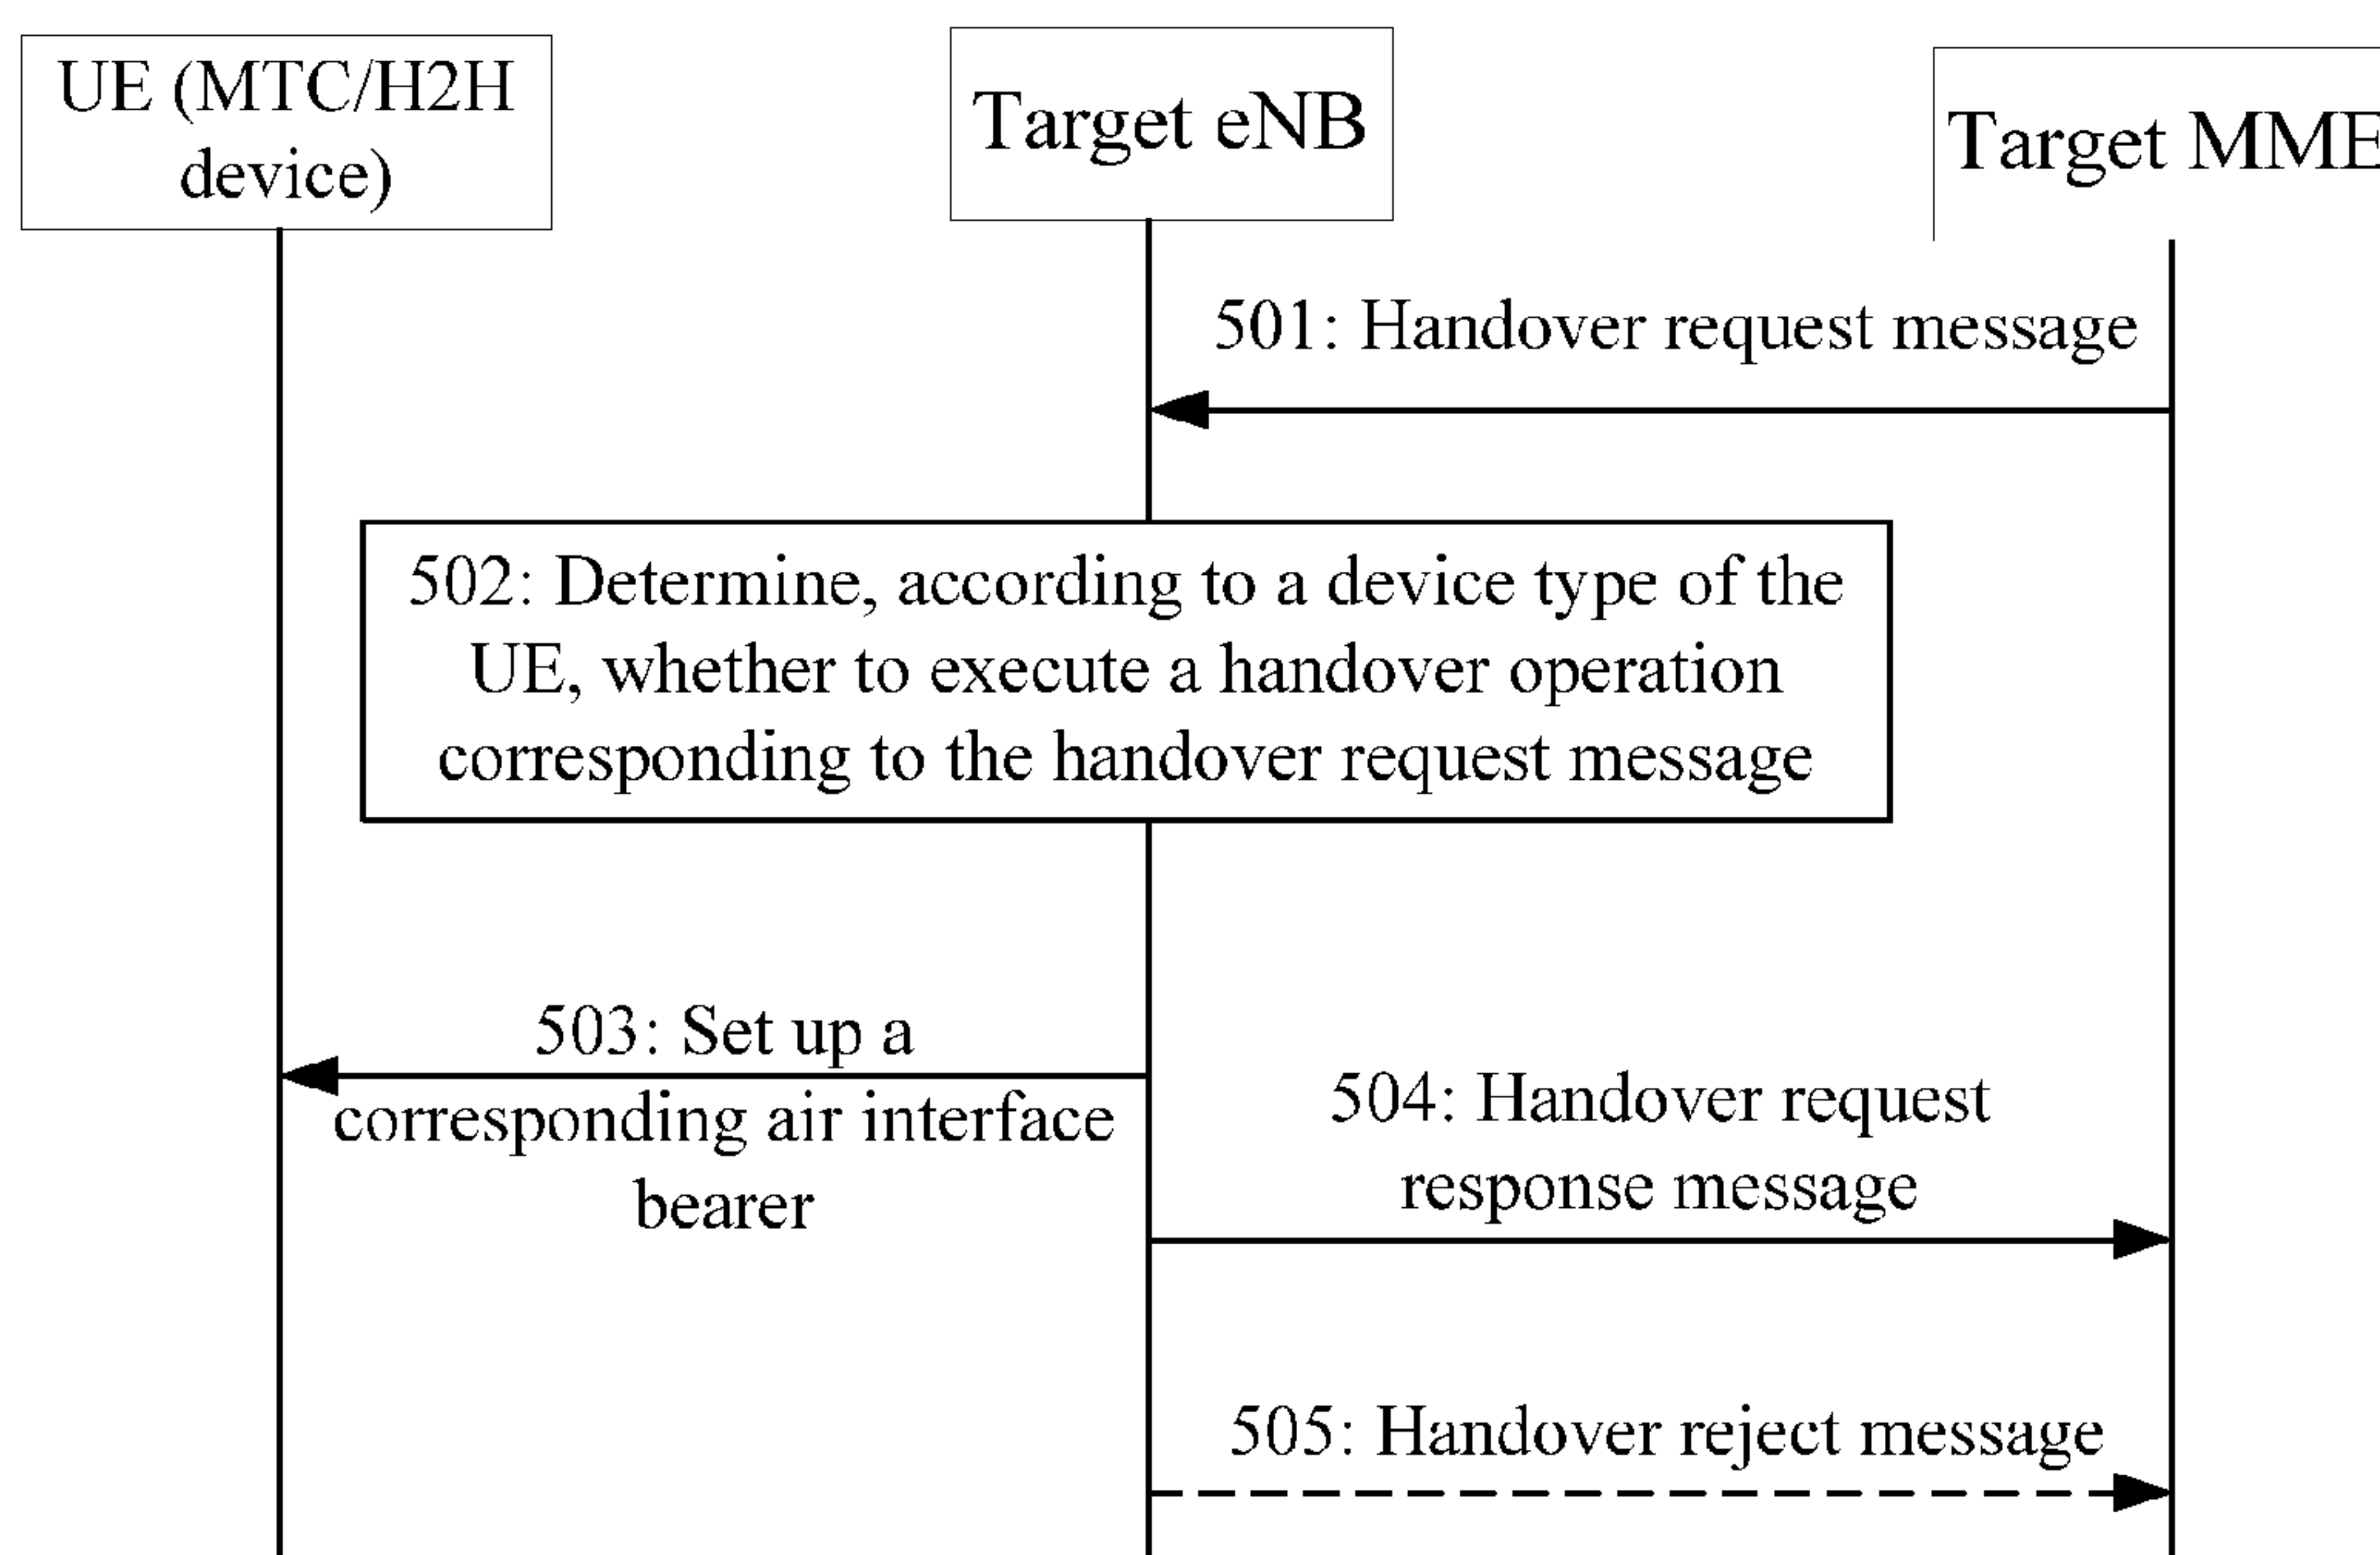 UE (MTC/H2H
device)
Target eNB
Target MME
501: Handover request message
502: Determine, according to a device type of the
UE, whether to execute a handover operation
corresponding to the handover request message
503: Set up a
corresponding air interface
bearer
504: Handover request
response message
505: Handover reject message